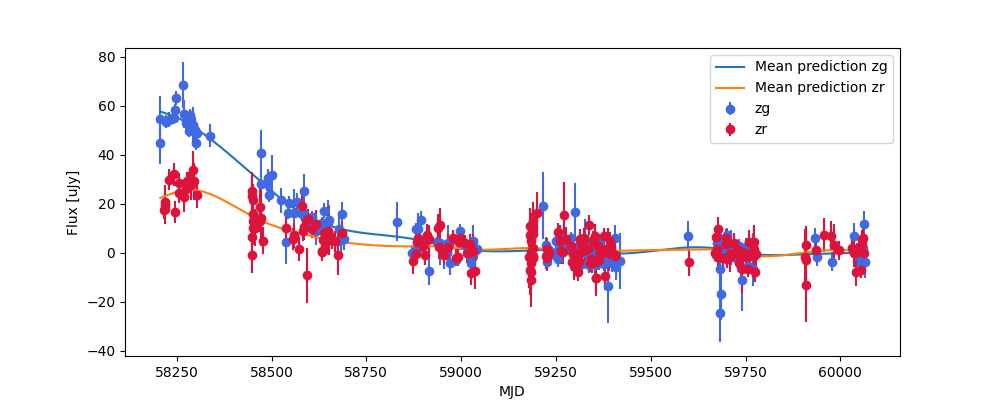 80
60
40
20
0
−20
−40
Flux [uJy]
58250
58500
58750
59000
59250
59500
59750
60000
MJD
Mean prediction zg
Mean prediction zr
zg
zr